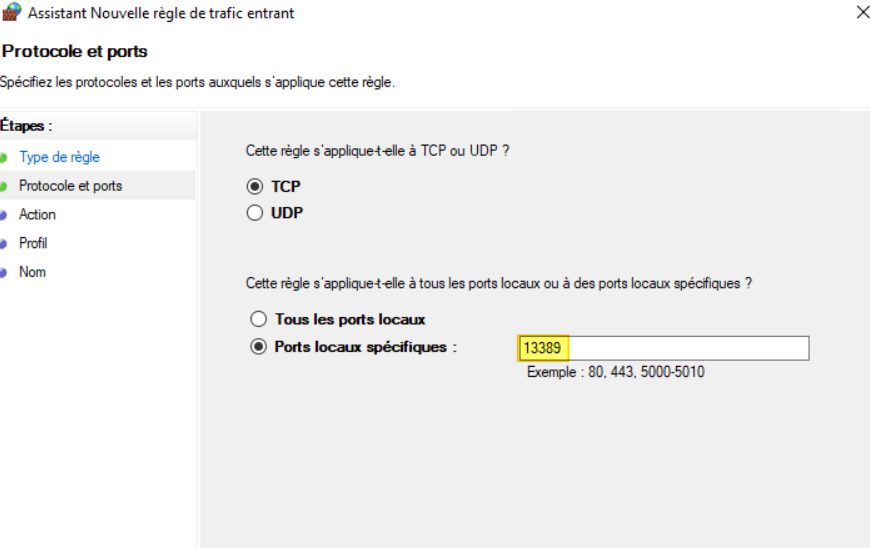 Assistant Nouvelle règle de trafic entrant
Protocole et ports
Spécifiez les protocoles et les ports auxquels s'applique cette règle.
Étapes :
Type de règle
Protocole et ports
Action
Profil
Nom
Cette règle s'applique-t-elle à TCP ou UDP ?
TCP
UDP
Cette règle s'applique-t-elle à tous les ports locaux ou à des ports locaux spécifiques ?
Tous les ports locaux
Ports locaux spécifiques : 13389
Exemple : 80, 443, 5000-5010